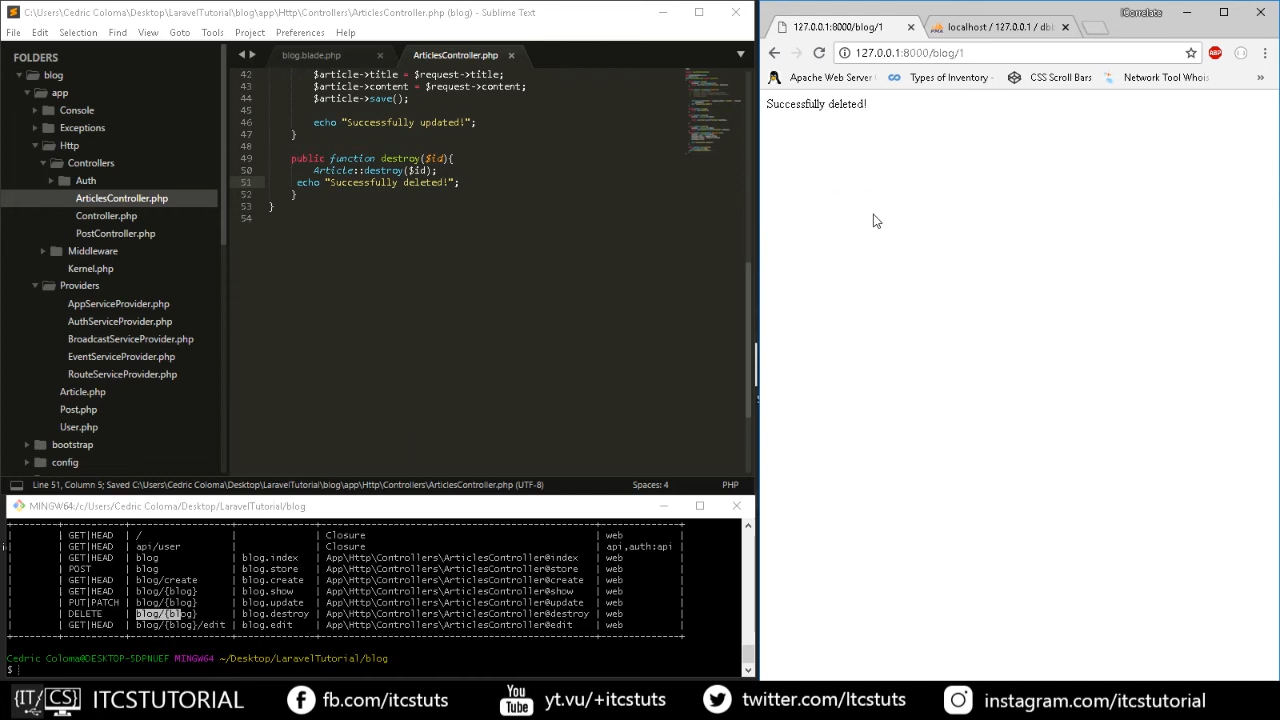 C:\Users\Cedric Coloma\Desktop\LaravelTutorial\blog\app\Http\Controllers\ArticlesController.php (blog) - Sublime Text
File Edit Selection Find View Goto Tools Project Preferences Help
FOLDERS
blog
app
Console
Exceptions
Http
Controllers
Auth
ArticlesController.php
Controller.php
PostController.php
Middleware
Kernel.php
Providers
AppServiceProvider.php
AuthServiceProvider.php
BroadcastServiceProvider.php
EventServiceProvider.php
RouteServiceProvider.php
Article.php
Post.php
User.php
bootstrap
config
blog.blade.php ArticlesController.php
42 $article->title = $request->title;
43 $article->content = $request->content;
44 $article->save();
45
46 echo "Successfully updated!";
47 }
48
49 public function destroy($id){
50 Article::destroy($id);
51 echo "Successfully deleted!";
52 }
53 }
54
Line 51, Column 5; Saved C:\Users\Cedric Coloma\Desktop\LaravelTutorial\blog\app\Http\Controllers\ArticlesController.php (UTF-8) Spaces: 4 PHP
MINGW64:/c/Users/Cedric Coloma/Desktop/LaravelTutorial/blog
| | GET|HEAD | / | | Closure | web |
| | GET|HEAD | api/user | | Closure | api,auth:api |
| | GET|HEAD | blog | blog.index | App\Http\Controllers\ArticlesController@index | web |
| | POST | blog | blog.store | App\Http\Controllers\ArticlesController@store | web |
| | GET|HEAD | blog/create | blog.create | App\Http\Controllers\ArticlesController@create | web |
| | GET|HEAD | blog/{blog} | blog.show | App\Http\Controllers\ArticlesController@show | web |
| | PUT|PATCH | blog/{blog} | blog.update | App\Http\Controllers\ArticlesController@update | web |
| | DELETE | blog/{blog} | blog.destroy | App\Http\Controllers\ArticlesController@destroy | web |
| | GET|HEAD | blog/{blog}/edit | blog.edit | App\Http\Controllers\ArticlesController@edit | web |
Cedric Coloma@DESKTOP-5DPNUEF MINGW64 ~/Desktop/LaravelTutorial/blog
$
ICorrelate
127.0.0.1:8000/blog/1 localhost / 127.0.0.1 / dbl
127.0.0.1:8000/blog/1
ABP
Apache Web Server Types of Inventory - CSS Scroll Bars Network Tool Which
Successfully deleted!
{IT/ CS} ITCSTUTORIAL fb.com/itcstuts You Tube yt.vu/+itcstuts twitter.com/Itcstuts instagram.com/itcstutorial